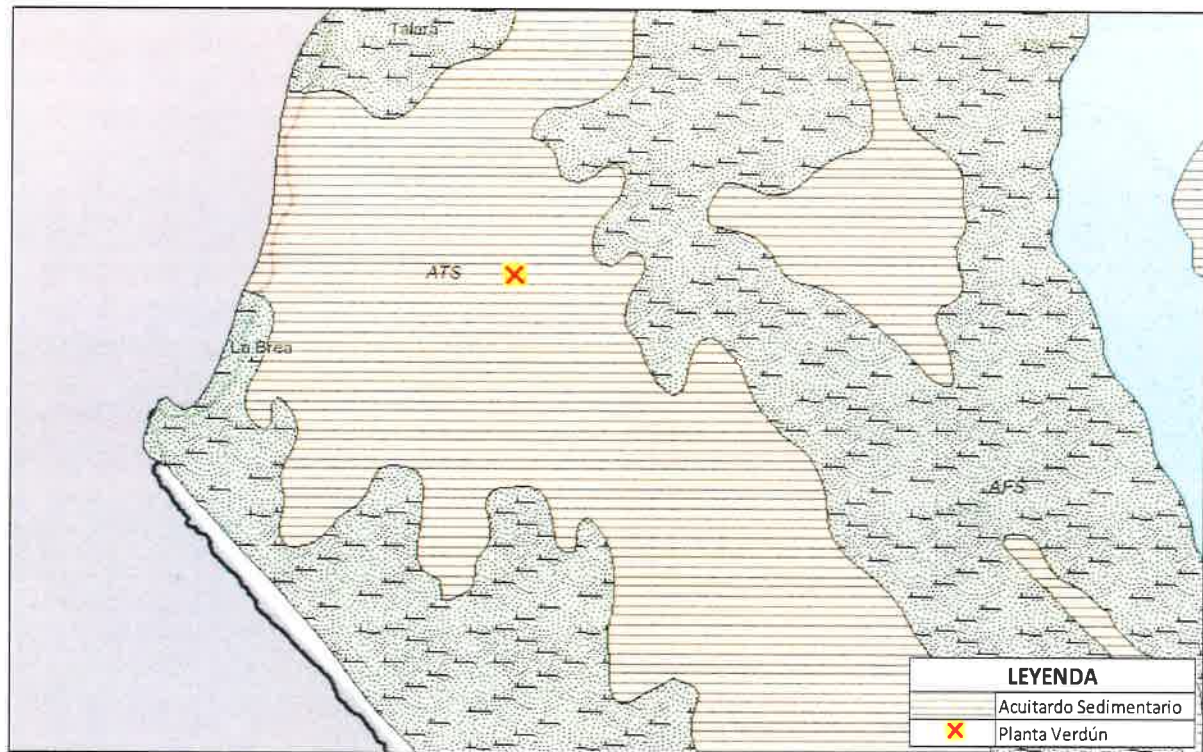 Talara
ATS
La Brea
AFS
LEYENDA
Acuitardo Sedimentario
Planta Verdún